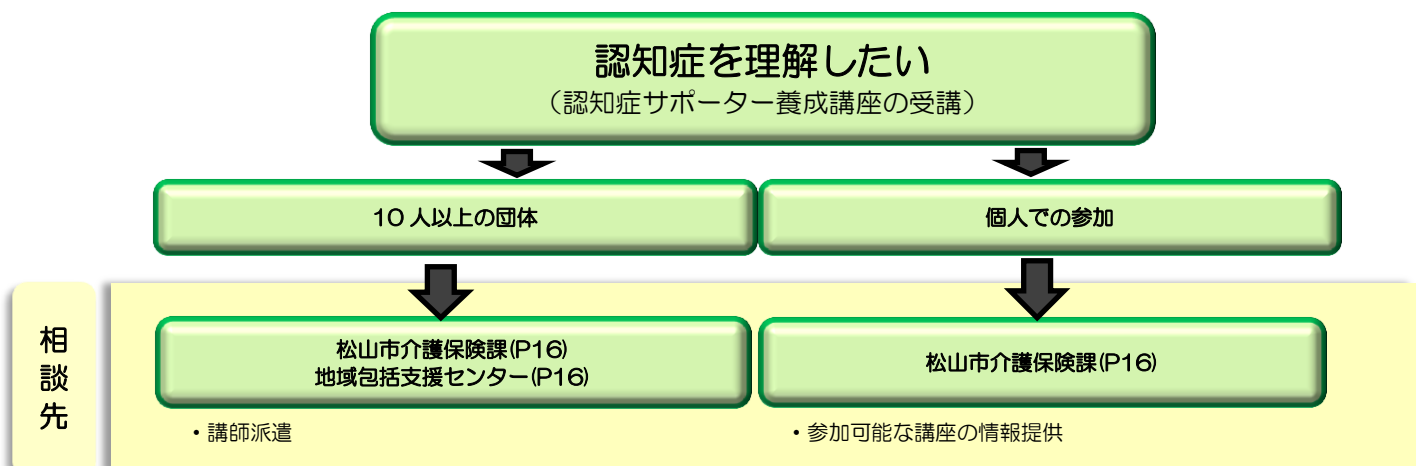 認知症を理解したい
（認知症サポーター養成講座の受講）
10人以上の団体
個人での参加
相談先
松山市介護保険課(P16)
地域包括支援センター(P16)
・講師派遣
松山市介護保険課(P16)
・参加可能な講座の情報提供